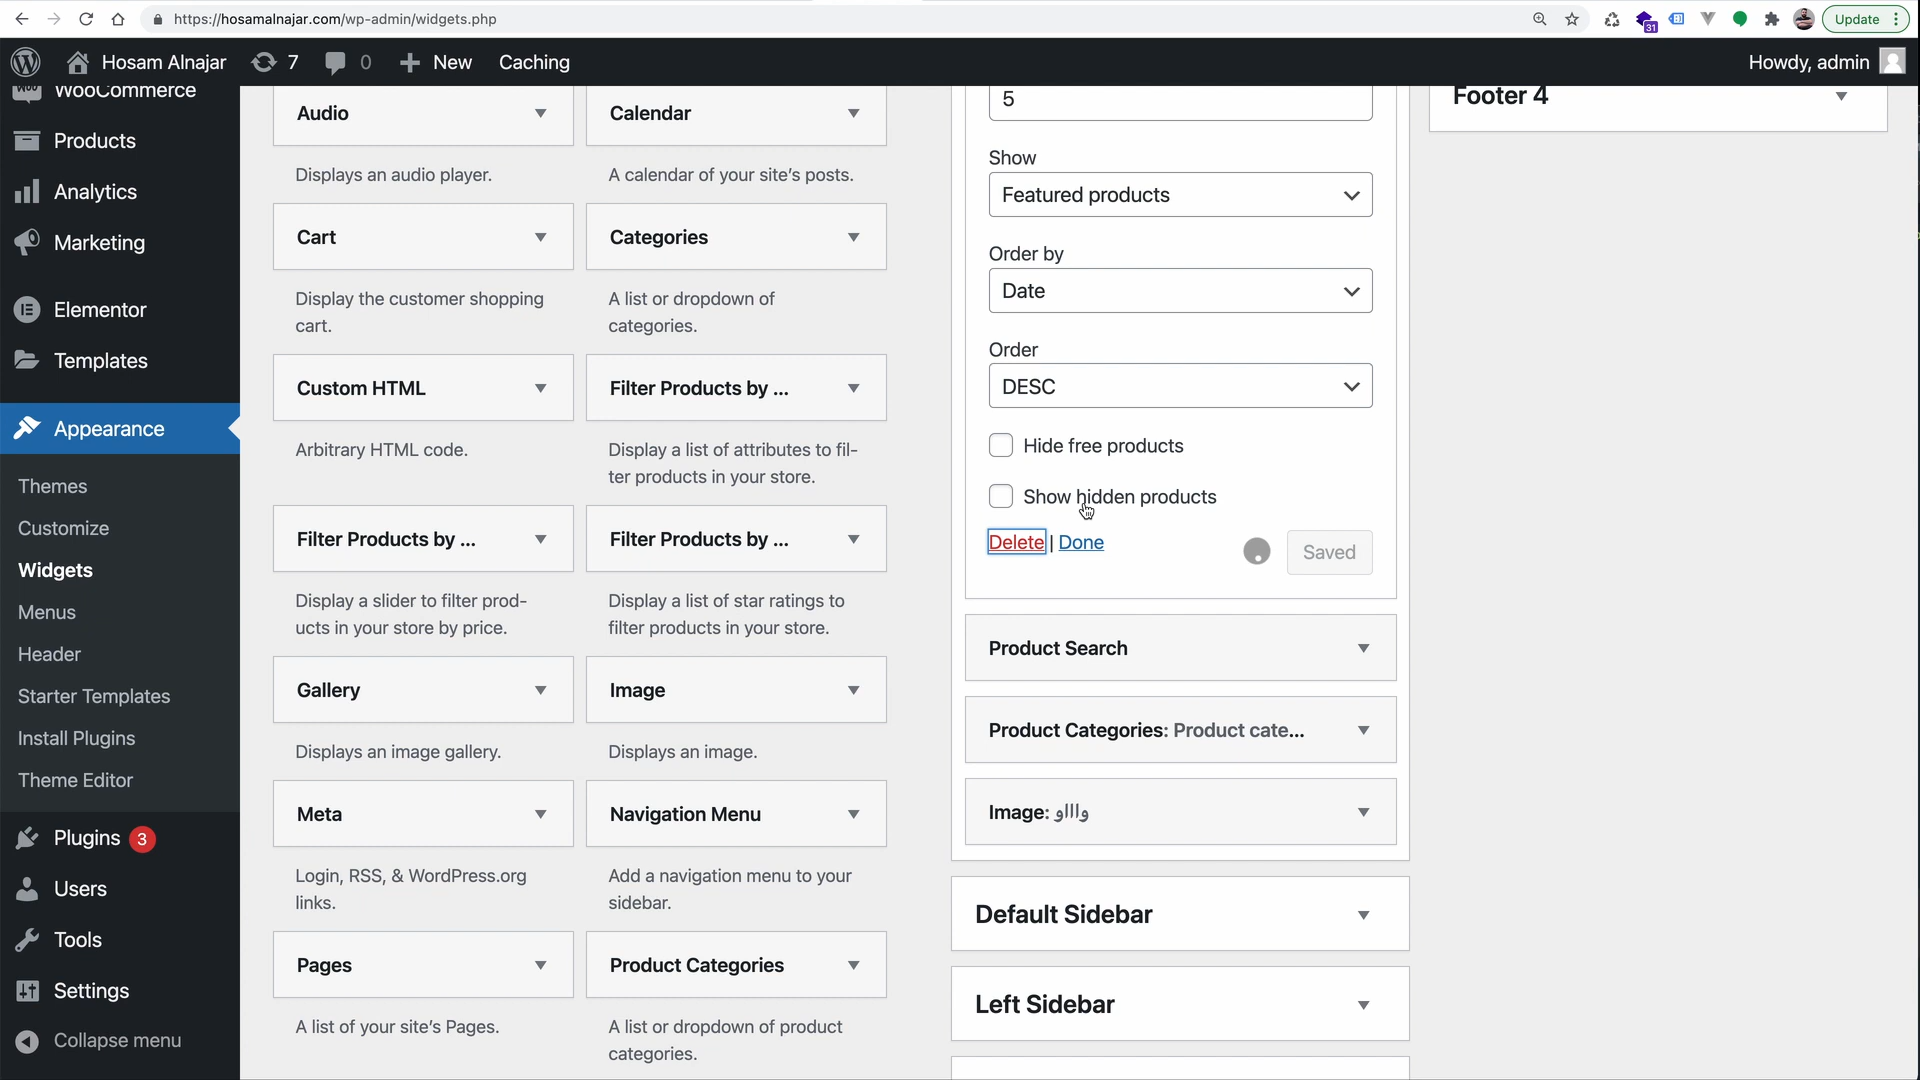 https://hosamalnajar.com/wp-admin/widgets.php
31
Update
Hosam Alnajar
7
0
New
Caching
Howdy, admin
WooCommerce
Products
Analytics
Marketing
Elementor
Templates
Appearance
Themes
Customize
Widgets
Menus
Header
Starter Templates
Install Plugins
Theme Editor
Plugins 3
Users
Tools
Settings
Collapse menu
Audio
Displays an audio player.
Calendar
A calendar of your site's posts.
Cart
Display the customer shopping
cart.
Categories
A list or dropdown of
categories.
Custom HTML
Arbitrary HTML code.
Filter Products by ...
Display a list of attributes to fil-
ter products in your store.
Filter Products by ...
Display a slider to filter prod-
ucts in your store by price.
Filter Products by ...
Display a list of star ratings to
filter products in your store.
Gallery
Displays an image gallery.
Image
Displays an image.
Meta
Login, RSS, & WordPress.org
links.
Navigation Menu
Add a navigation menu to your
sidebar.
Pages
A list of your site's Pages.
Product Categories
A list or dropdown of product
categories.
5
Show
Featured products
Order by
Date
Order
DESC
Hide free products
Show hidden products
Delete | Done
Saved
Product Search
Product Categories: Product cate...
Image: واااو
Default Sidebar
Left Sidebar
Footer 4